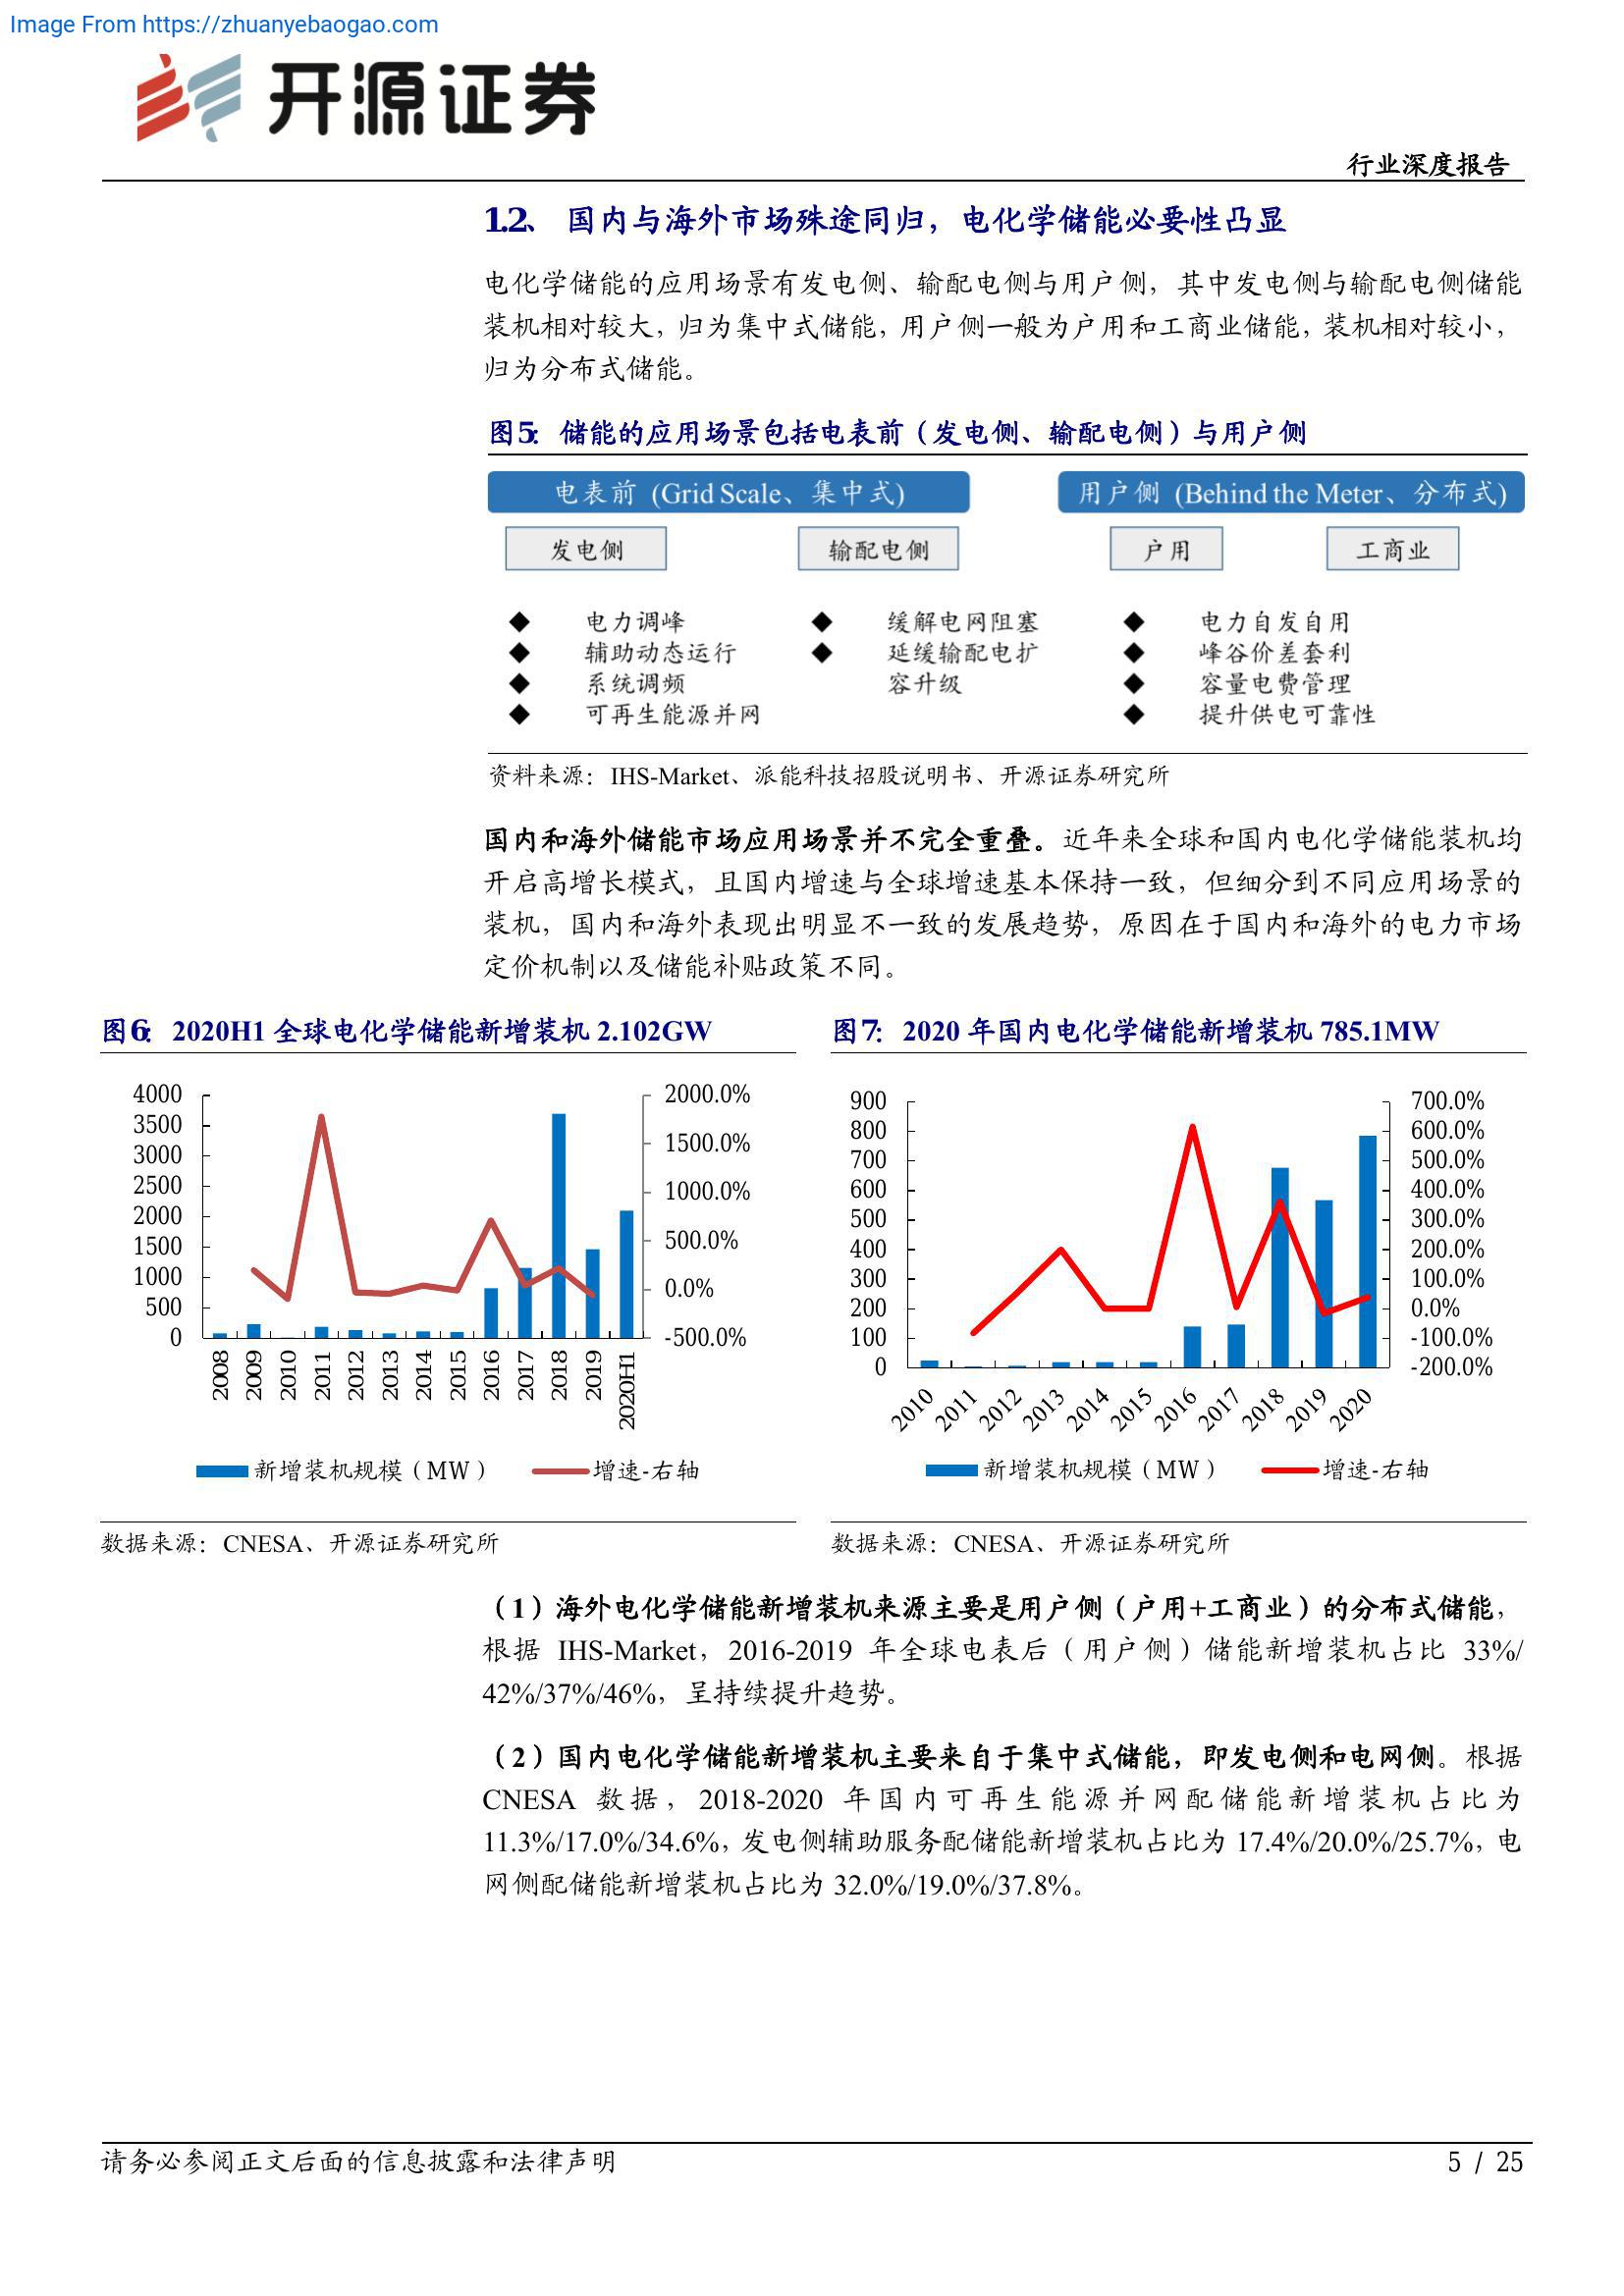 Image From https://zhuanyebaogao.com
开源证券
行业深度报告
1.2、 国内与海外市场殊途同归，电化学储能必要性凸显
电化学储能的应用场景有发电侧、输配电侧与用户侧，其中发电侧与输配电侧储能
装机相对较大，归为集中式储能，用户侧一般为户用和工商业储能，装机相对较小，
归为分布式储能。
图5： 储能的应用场景包括电表前（发电侧、输配电侧）与用户侧
电表前 (Grid Scale、集中式)
用户侧 (Behind the Meter、分布式)
发电侧
输配电侧
户用
工商业
◆ 电力调峰
◆ 辅助动态运行
◆ 系统调频
◆ 可再生能源并网
◆ 缓解电网阻塞
◆ 延缓输配电扩
容升级
◆ 电力自发自用
◆ 峰谷价差套利
◆ 容量电费管理
◆ 提升供电可靠性
资料来源：IHS-Market、派能科技招股说明书、开源证券研究所
国内和海外储能市场应用场景并不完全重叠。近年来全球和国内电化学储能装机均
开启高增长模式，且国内增速与全球增速基本保持一致，但细分到不同应用场景的
装机，国内和海外表现出明显不一致的发展趋势，原因在于国内和海外的电力市场
定价机制以及储能补贴政策不同。
图6： 2020H1 全球电化学储能新增装机 2.102GW
4000
3500
3000
2500
2000
1500
1000
500
0
2000.0%
1500.0%
1000.0%
500.0%
0.0%
-500.0%
2008 2009 2010 2011 2012 2013 2014 2015 2016 2017 2018 2019 2020H1
新增装机规模（MW） 增速-右轴
数据来源：CNESA、开源证券研究所
图7： 2020 年国内电化学储能新增装机 785.1MW
900
800
700
600
500
400
300
200
100
0
700.0%
600.0%
500.0%
400.0%
300.0%
200.0%
100.0%
0.0%
-100.0%
-200.0%
2010 2011 2012 2013 2014 2015 2016 2017 2018 2019 2020
新增装机规模（MW） 增速-右轴
数据来源：CNESA、开源证券研究所
（1）海外电化学储能新增装机来源主要是用户侧（户用+工商业）的分布式储能，
根据 IHS-Market，2016-2019 年全球电表后（用户侧）储能新增装机占比 33%/
42%/37%/46%，呈持续提升趋势。
（2）国内电化学储能新增装机主要来自于集中式储能，即发电侧和电网侧。根据
CNESA 数据，2018-2020 年国内可再生能源并网配储能新增装机占比为
11.3%/17.0%/34.6%，发电侧辅助服务配储能新增装机占比为 17.4%/20.0%/25.7%，电
网侧配储能新增装机占比为 32.0%/19.0%/37.8%。
请务必参阅正文后面的信息披露和法律声明
5 / 25